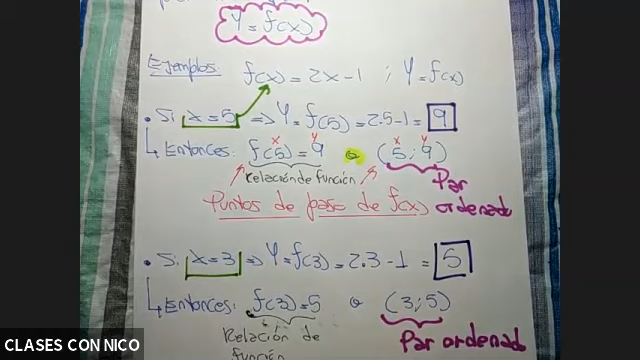 Y = f(x)
Ejemplos: f(x) = 2x - 1 ; Y = f(x)
• Si x = 5 => Y = f(5) = 2.5 - 1 = 9
x y x y
Entonces: f(5) = 9 o (5 ; 9)
Relación de función Par
Puntos de paso de f(x) ordenado
• Si x = 3 => Y = f(3) = 2.3 - 1 = 5
Entonces: f(3) = 5 o (3 ; 5)
Relación de Par ordenado
función
CLASES CON NICO